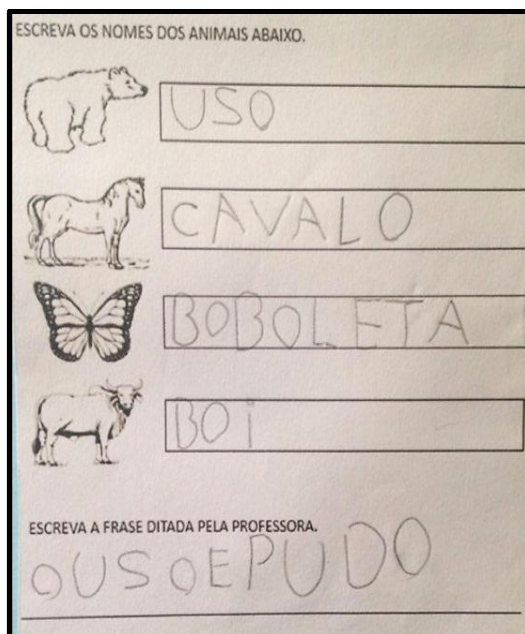 ESCREVA OS NOMES DOS ANIMAIS ABAIXO.
USO
CAVALO
BOBOLETA
BOi
ESCREVA A FRASE DITADA PELA PROFESSORA.
OUSOEPUDO